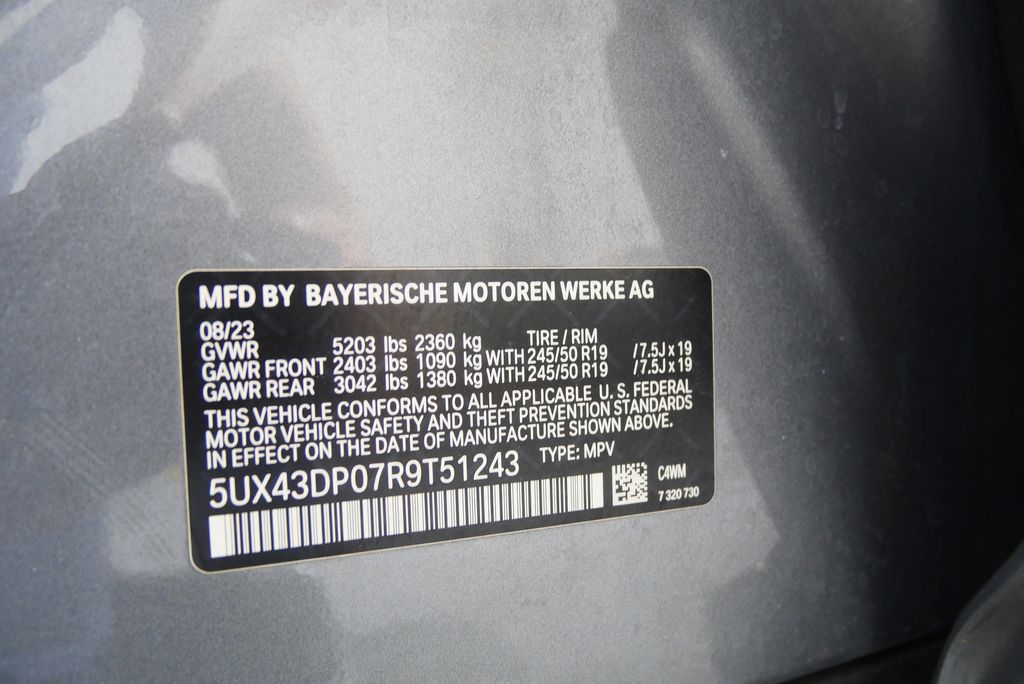 MFD BY BAYERISCHE MOTOREN WERKE AG
08/23 TIRE / RIM
GVWR 5203 lbs 2360 kg
GAWR FRONT 2403 lbs 1090 kg WITH 245/50 R19 /7.5J x 19
GAWR REAR 3042 lbs 1380 kg WITH 245/50 R19 /7.5J x 19
THIS VEHICLE CONFORMS TO ALL APPLICABLE U. S. FEDERAL
MOTOR VEHICLE SAFETY AND THEFT PREVENTION STANDARDS
IN EFFECT ON THE DATE OF MANUFACTURE SHOWN ABOVE.
TYPE: MPV
5UX43DP07R9T51243
C4WM
7 320 730